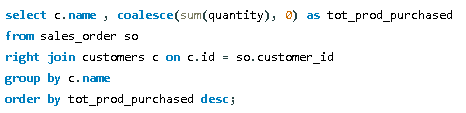 select c.name , coalesce(sum(quantity), 0) as tot_prod_purchased
from sales_order so
right join customers c on c.id = so.customer_id
group by c.name
order by tot_prod_purchased desc;